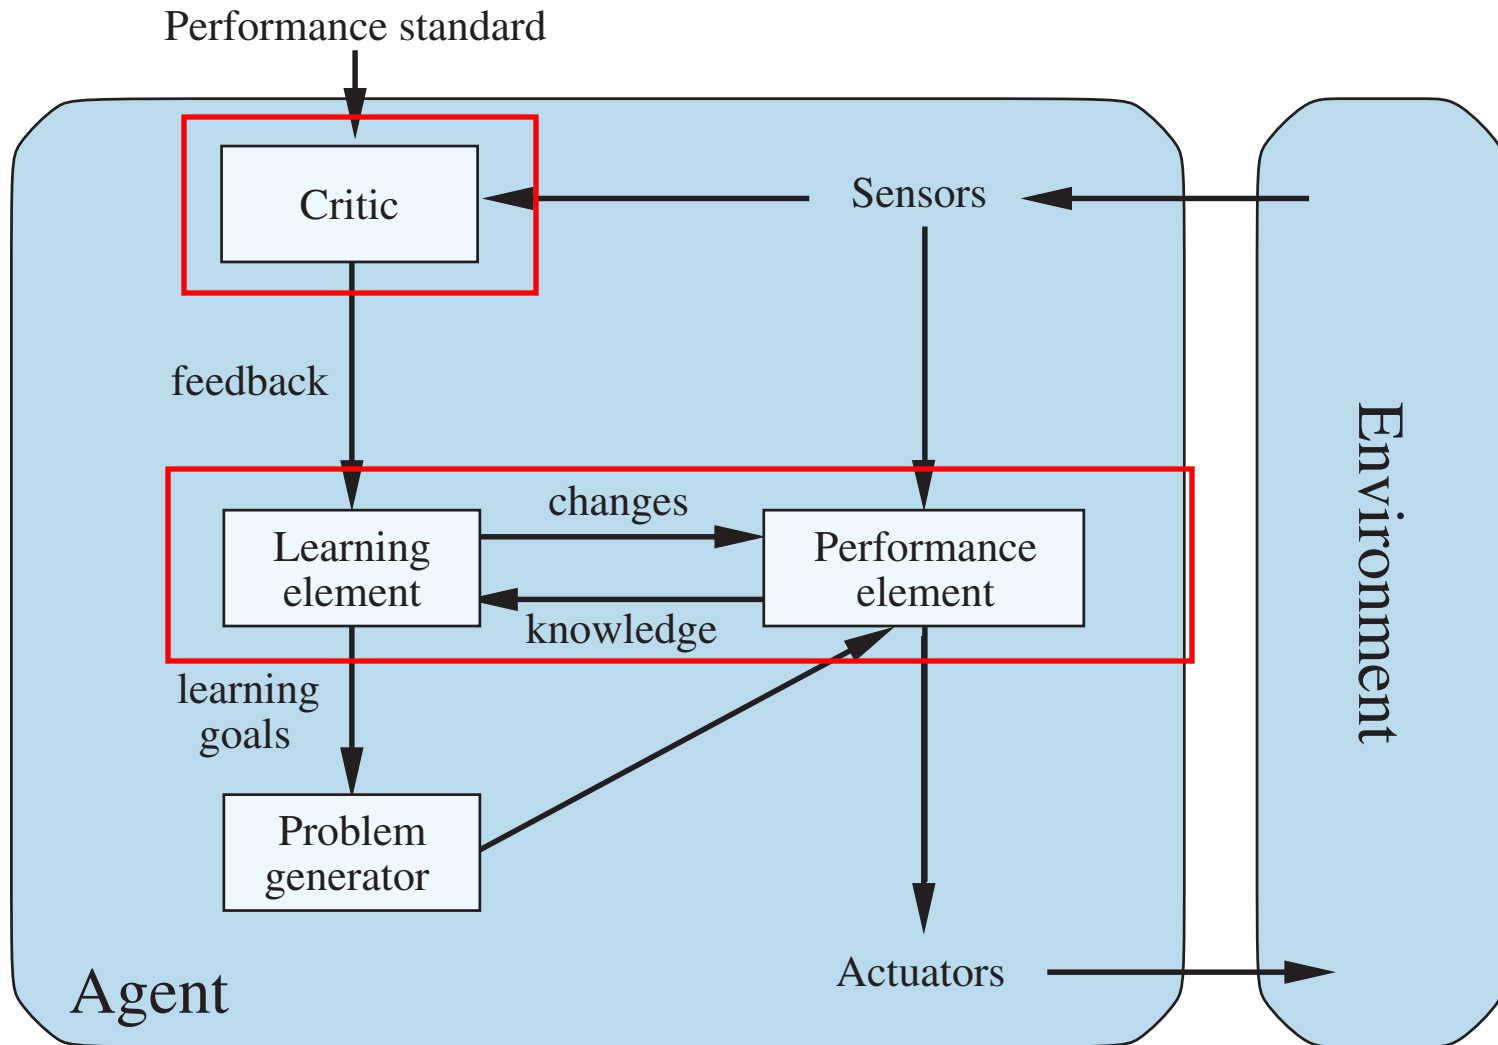 Performance standard
Critic
Sensors
feedback
changes
Learning
element
Performance
element
knowledge
learning
goals
Problem
generator
Actuators
Agent
Environment